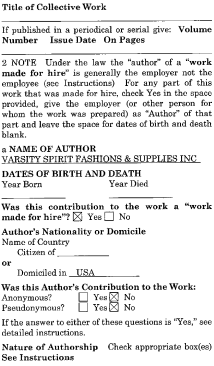 Title of Collective Work
If published in a periodical or serial give: Volume
Number Issue Date On Pages
2 NOTE Under the law the "author" of a "work
made for hire" is generally the employer not the
employee (see Instructions) For any part of this
work that was made for hire, check Yes in the space
provided, give the employer (or other person for
whom the work was prepared) as "Author" of that
part and leave the space for dates of birth and death
blank.
a NAME OF AUTHOR
VARSITY SPIRIT FASHIONS & SUPPLIES INC
DATES OF BIRTH AND DEATH
Year Born Year Died
Was this contribution to the work a "work
made for hire"? ☒ Yes ☐ No
Author's Nationality or Domicile
Name of Country
Citizen of
or
Domiciled in USA
Was this Author's Contribution to the Work:
Anonymous? ☐ Yes ☒ No
Pseudonymous? ☐ Yes ☒ No
If the answer to either of these questions is "Yes," see
detailed instructions.
Nature of Authorship Check appropriate box(es)
See Instructions